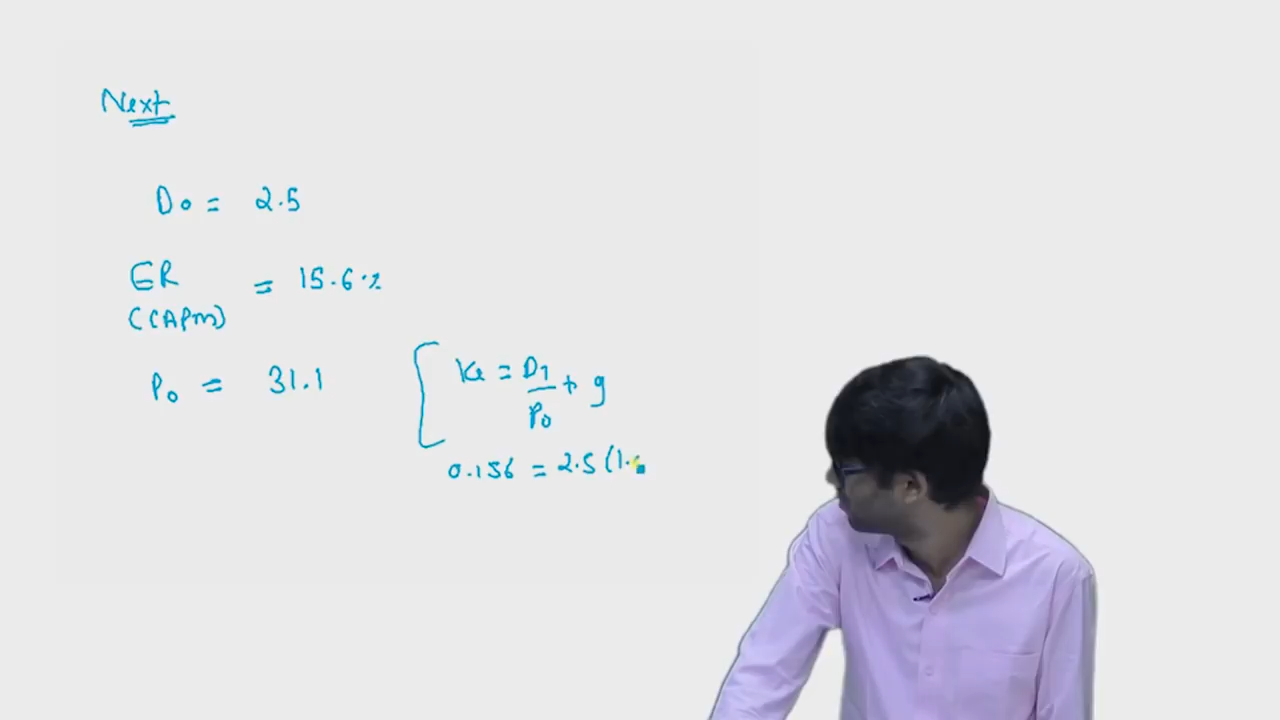 Next
D0 = 2.5
ER = 15.6%
(CAPM)
P0 = 31.1
Ke = D1/P0 + g
0.156 = 2.5 (1.